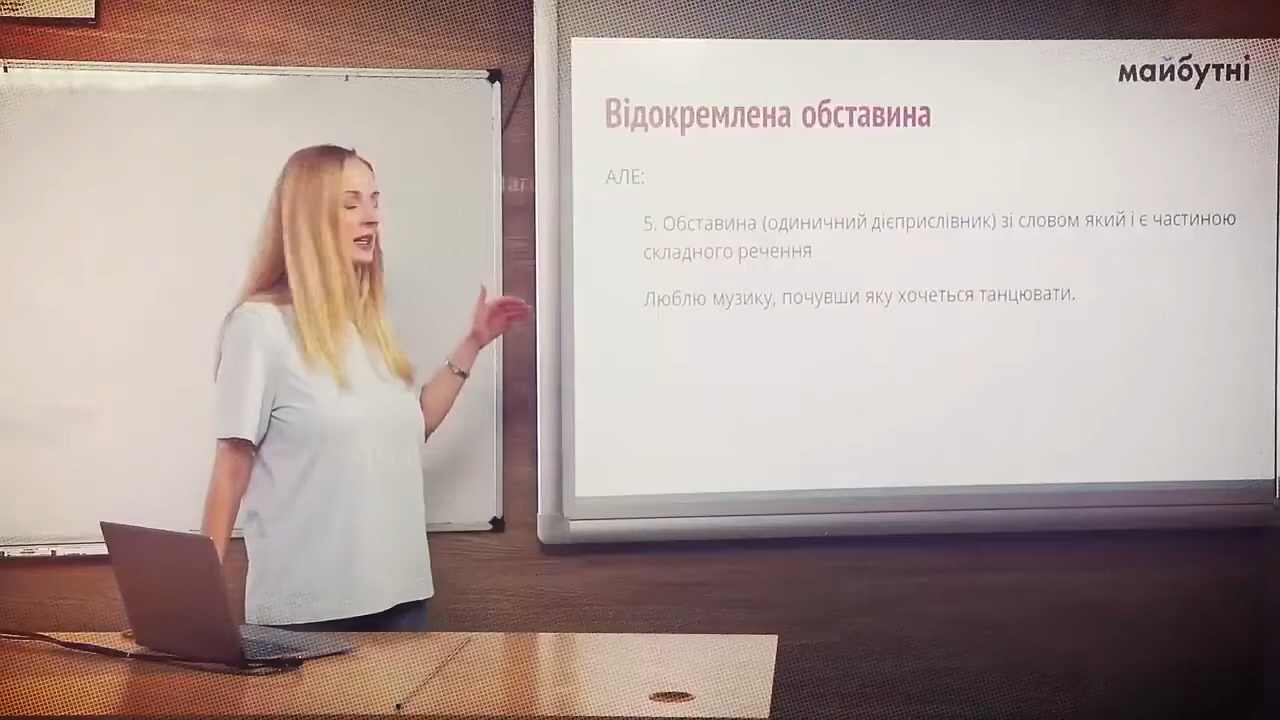 майбутні
Відокремлена обставина
АЛЕ:
5. Обставина (одиничний дієприслівник) зі словом який і є частиною
складного речення
Люблю музику, почувши яку хочеться танцювати.